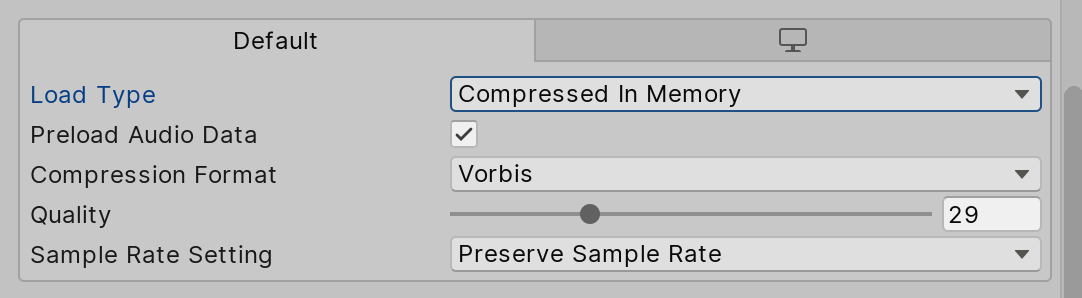 Default
Load Type Compressed In Memory
Preload Audio Data
Compression Format Vorbis
Quality 29
Sample Rate Setting Preserve Sample Rate